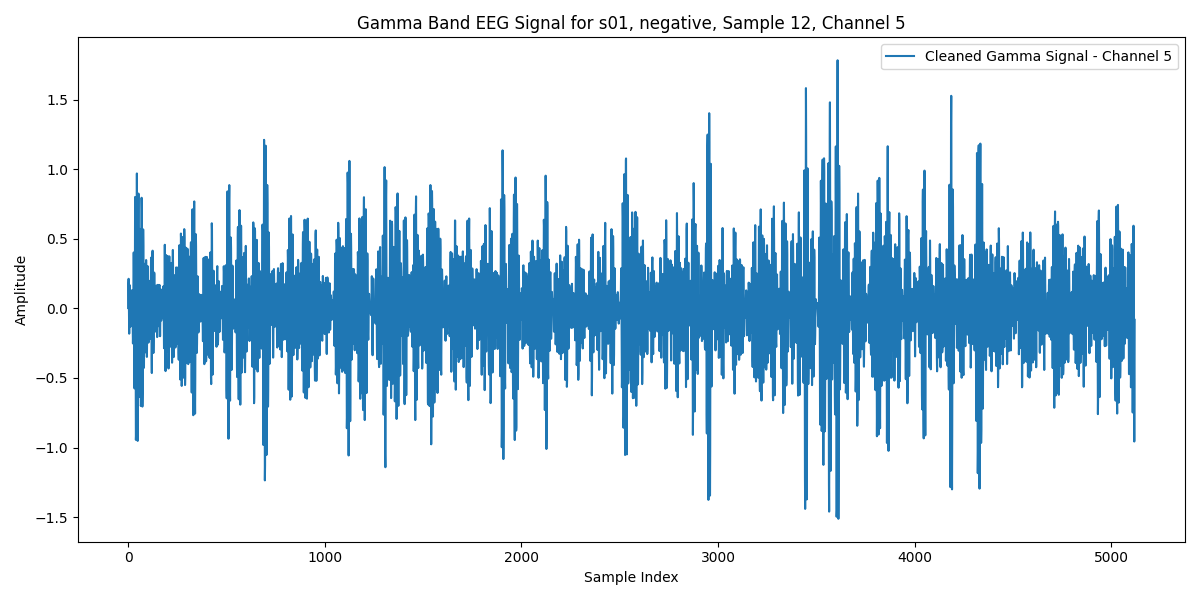 Gamma Band EEG Signal for s01, negative, Sample 12, Channel 5
Cleaned Gamma Signal - Channel 5
Amplitude
1.5
1.0
0.5
0.0
−0.5
−1.0
−1.5
0 1000 2000 3000 4000 5000
Sample Index